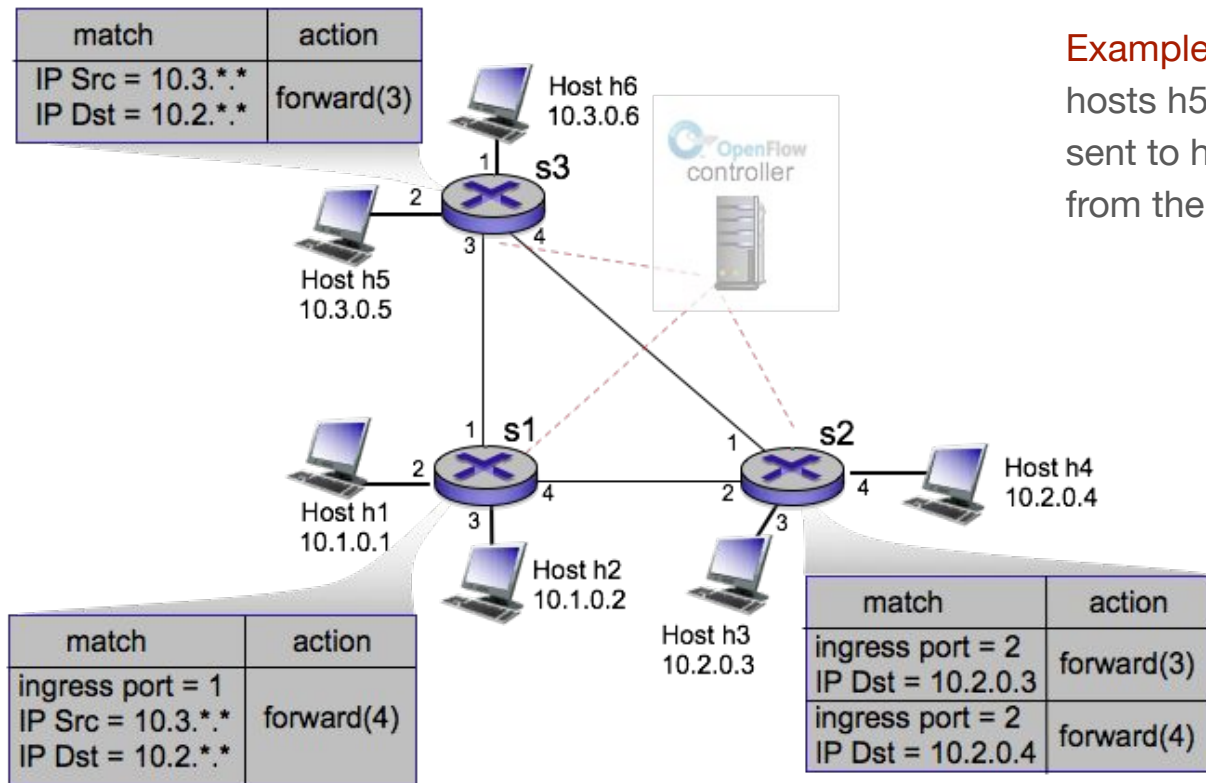 match action
IP Src = 10.3.*.*
IP Dst = 10.2.*.*
forward(3)
Example
hosts h5
sent to h
from the
Host h6
10.3.0.6
OpenFlow
controller
1
s3
2
3
4
Host h5
10.3.0.5
1
s1
2
4
3
Host h1
10.1.0.1
Host h2
10.1.0.2
1
s2
2
4
3
Host h4
10.2.0.4
Host h3
10.2.0.3
match action
ingress port = 1
IP Src = 10.3.*.*
IP Dst = 10.2.*.*
forward(4)
match action
ingress port = 2
IP Dst = 10.2.0.3
forward(3)
ingress port = 2
IP Dst = 10.2.0.4
forward(4)